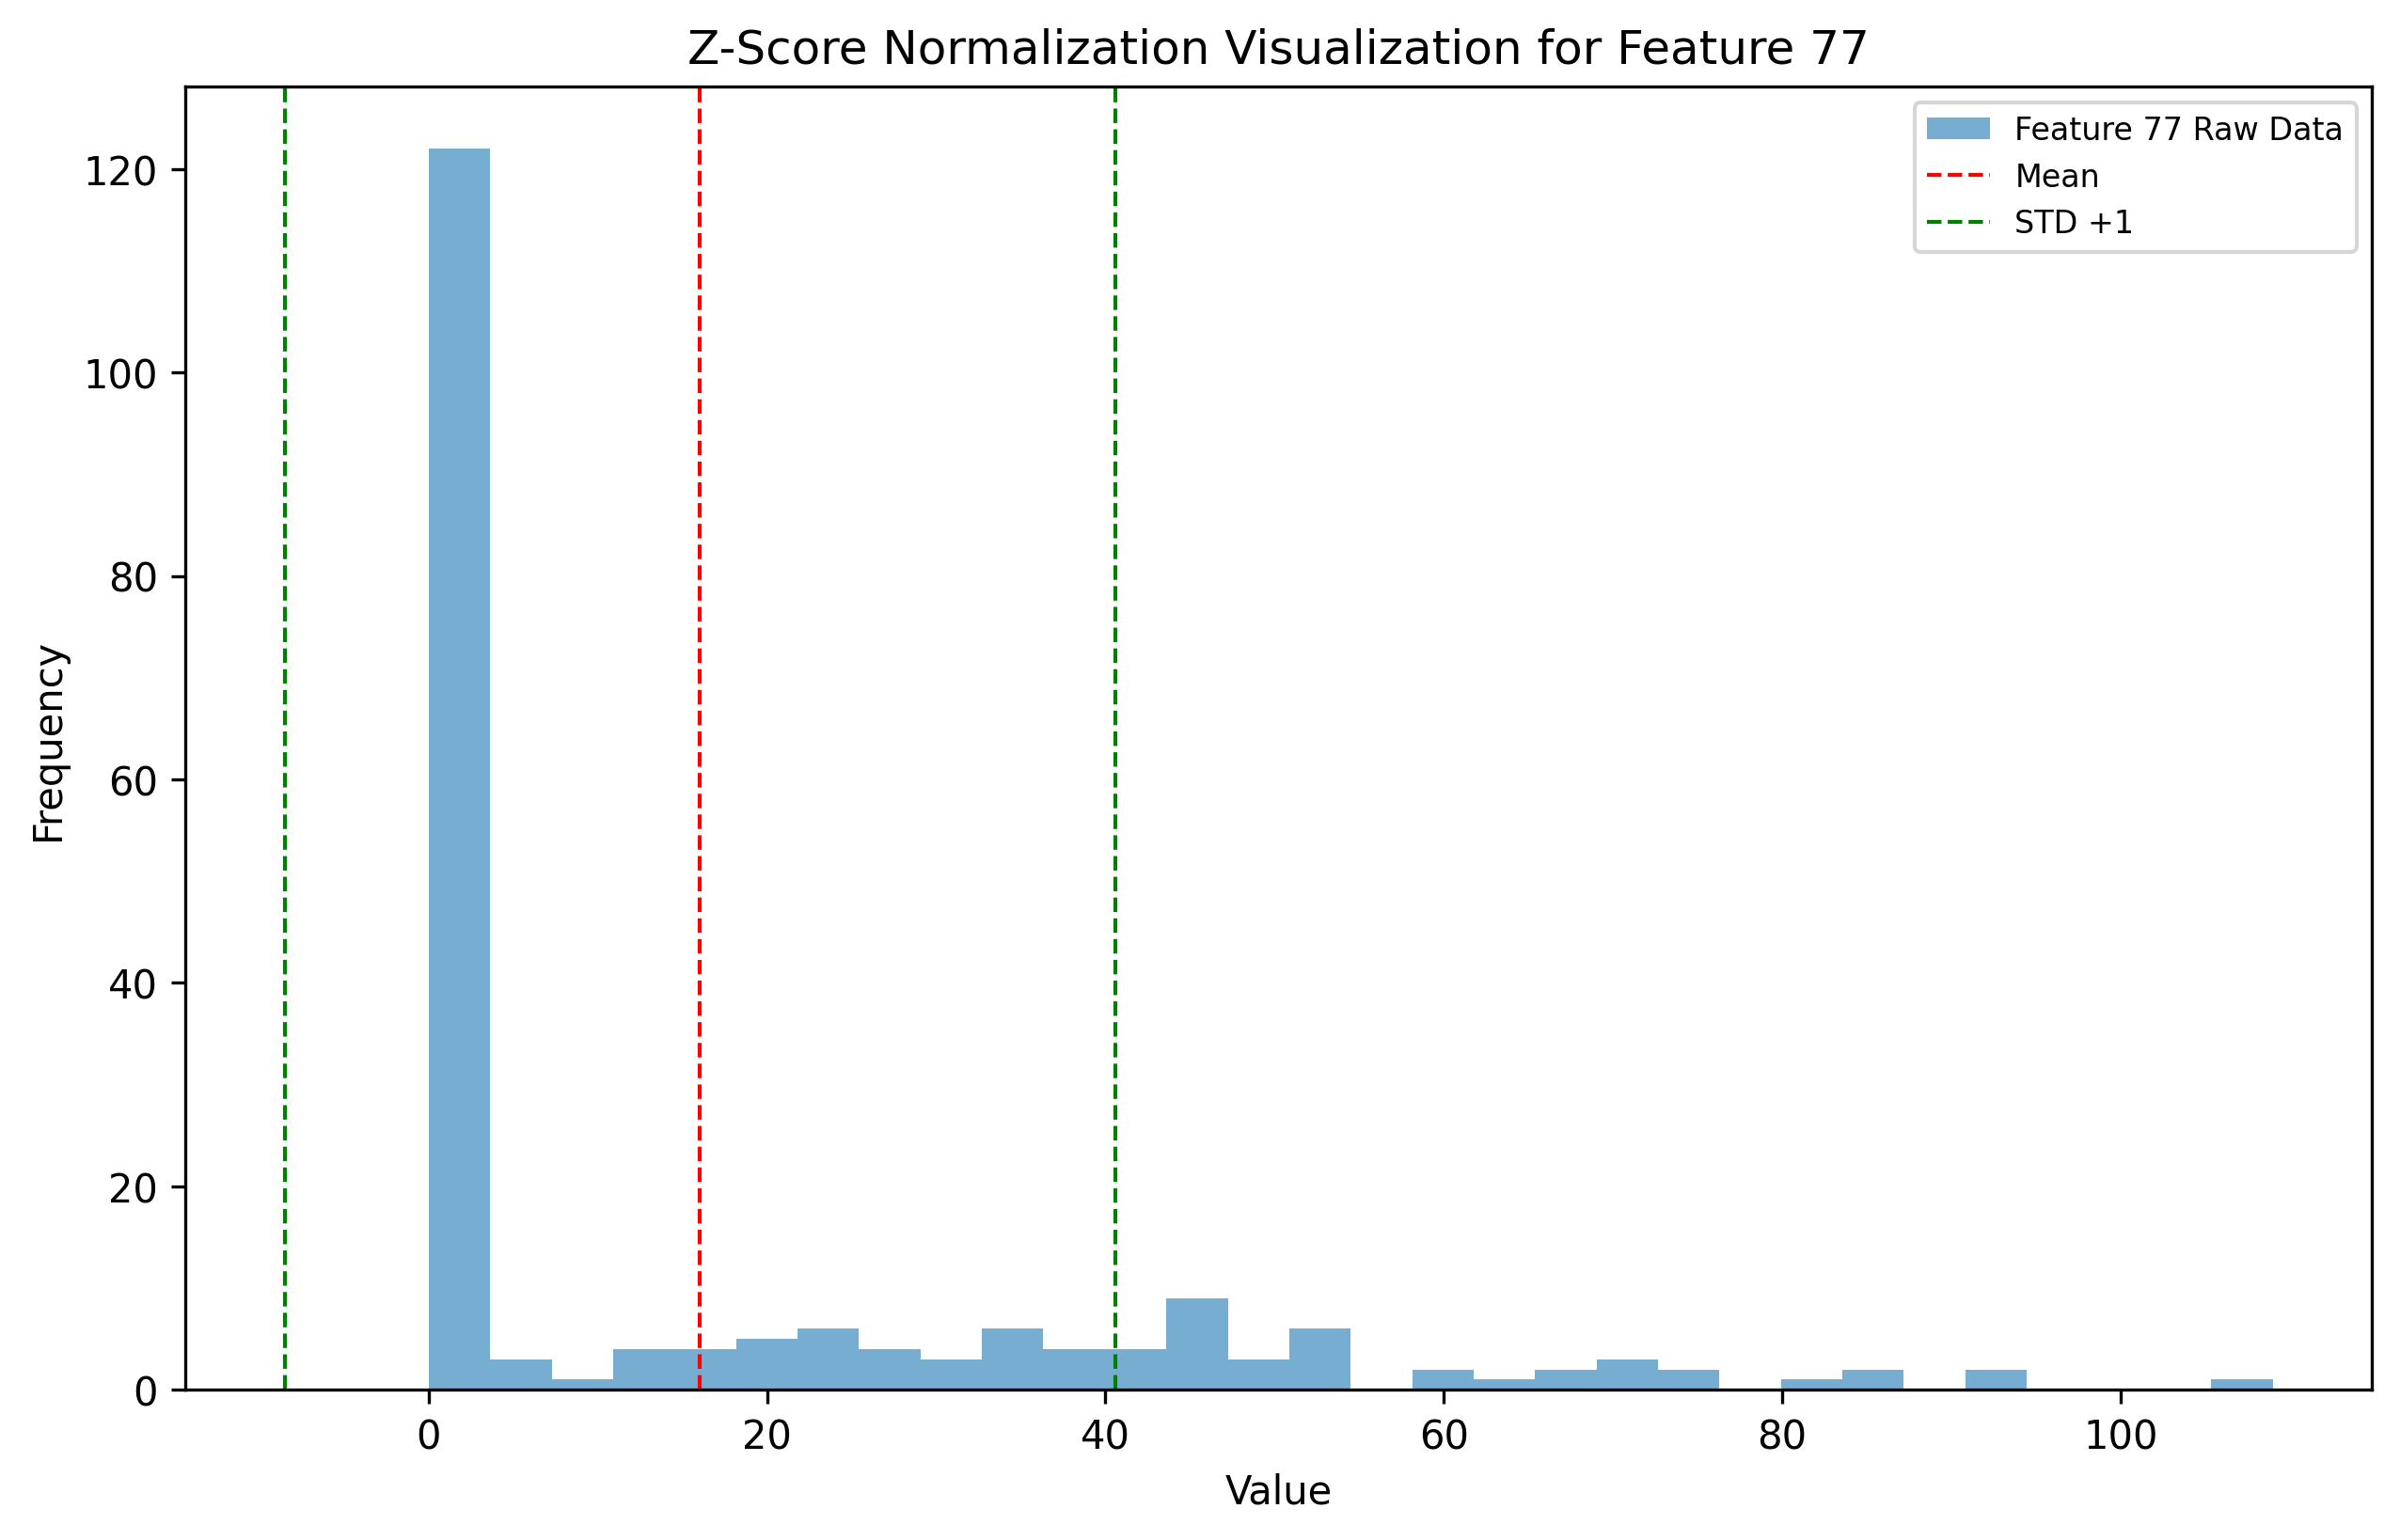 Z-Score Normalization Visualization for Feature 77
Feature 77 Raw Data
Mean
STD +1
120
100
80
60
40
20
0
Frequency
0 20 40 60 80 100
Value